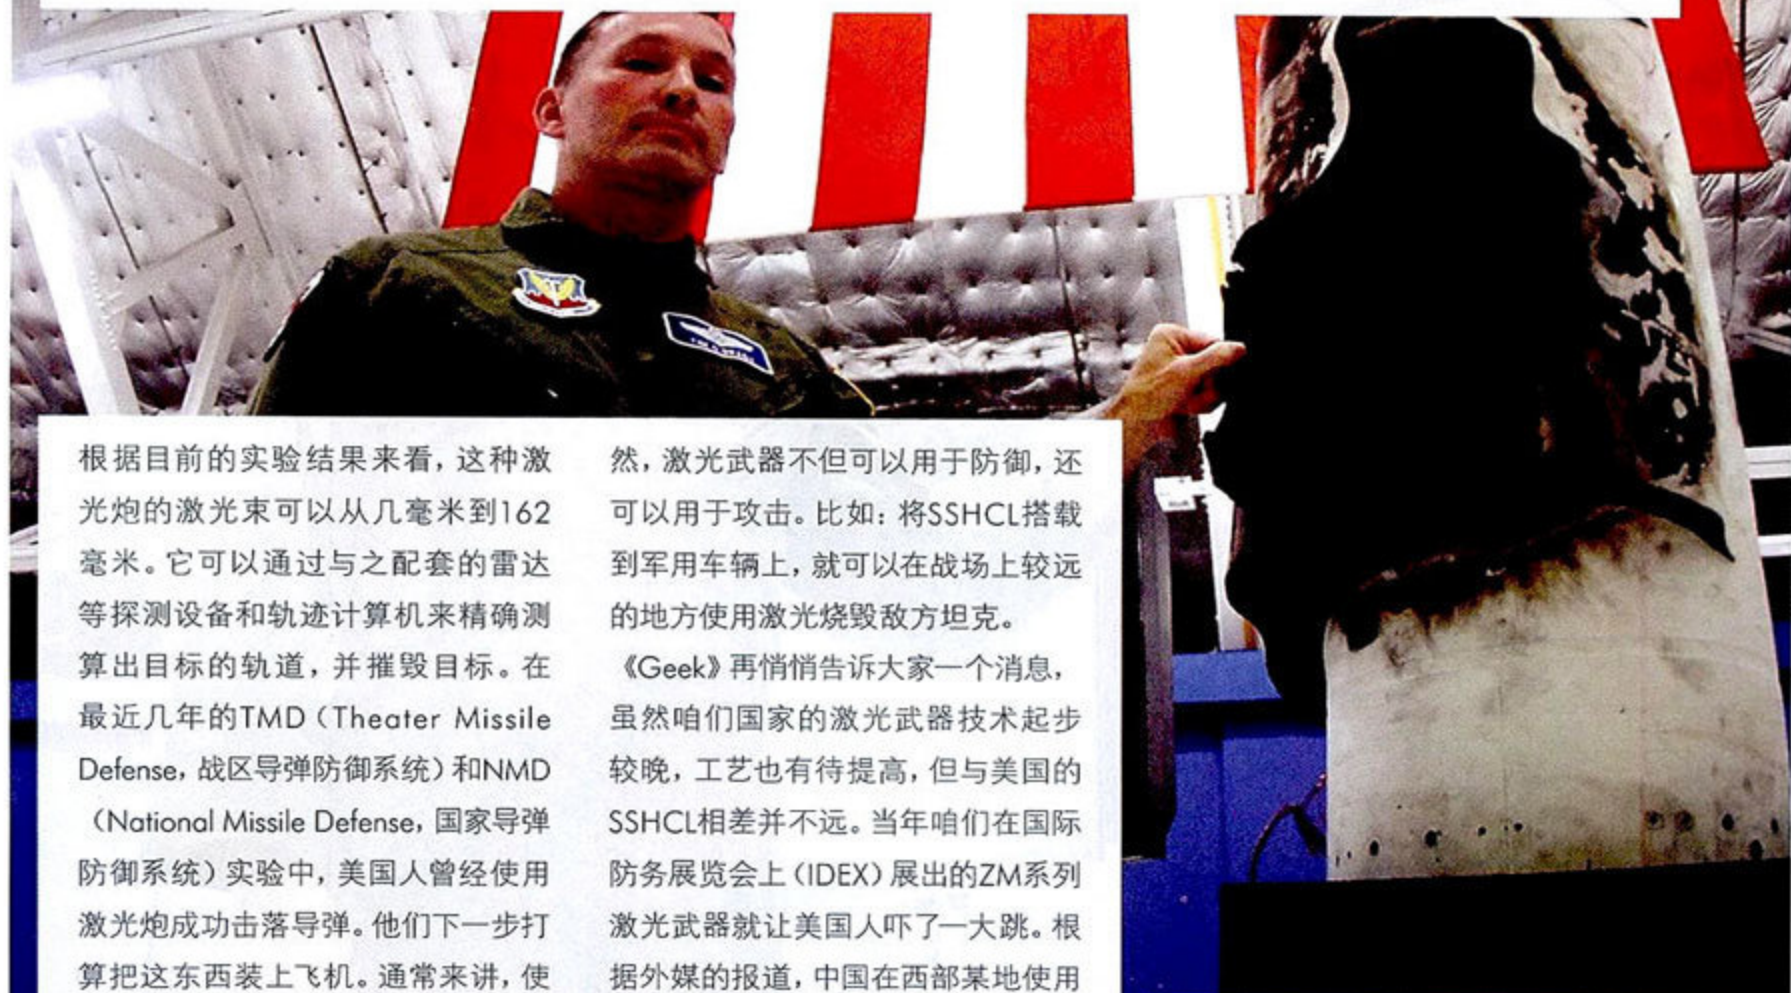 根据目前的实验结果来看，这种激
光炮的激光束可以从几毫米到162
毫米。它可以通过与之配套的雷达
等探测设备和轨迹计算机来精确测
算出目标的轨道，并摧毁目标。在
最近几年的TMD（Theater Missile
Defense，战区导弹防御系统）和NMD
（National Missile Defense，国家导弹
防御系统）实验中，美国人曾经使用
激光炮成功击落导弹。他们下一步打
算把这东西装上飞机。通常来讲，使
然，激光武器不但可以用于防御，还
可以用于攻击。比如：将SSHCL搭载
到军用车辆上，就可以在战场上较远
的地方使用激光烧毁敌方坦克。
《Geek》再悄悄告诉大家一个消息，
虽然咱们国家的激光武器技术起步
较晚，工艺也有待提高，但与美国的
SSHCL相差并不远。当年咱们在国际
防务展览会上（IDEX）展出的ZM系列
激光武器就让美国人吓了一大跳。根
据外媒的报道，中国在西部某地使用